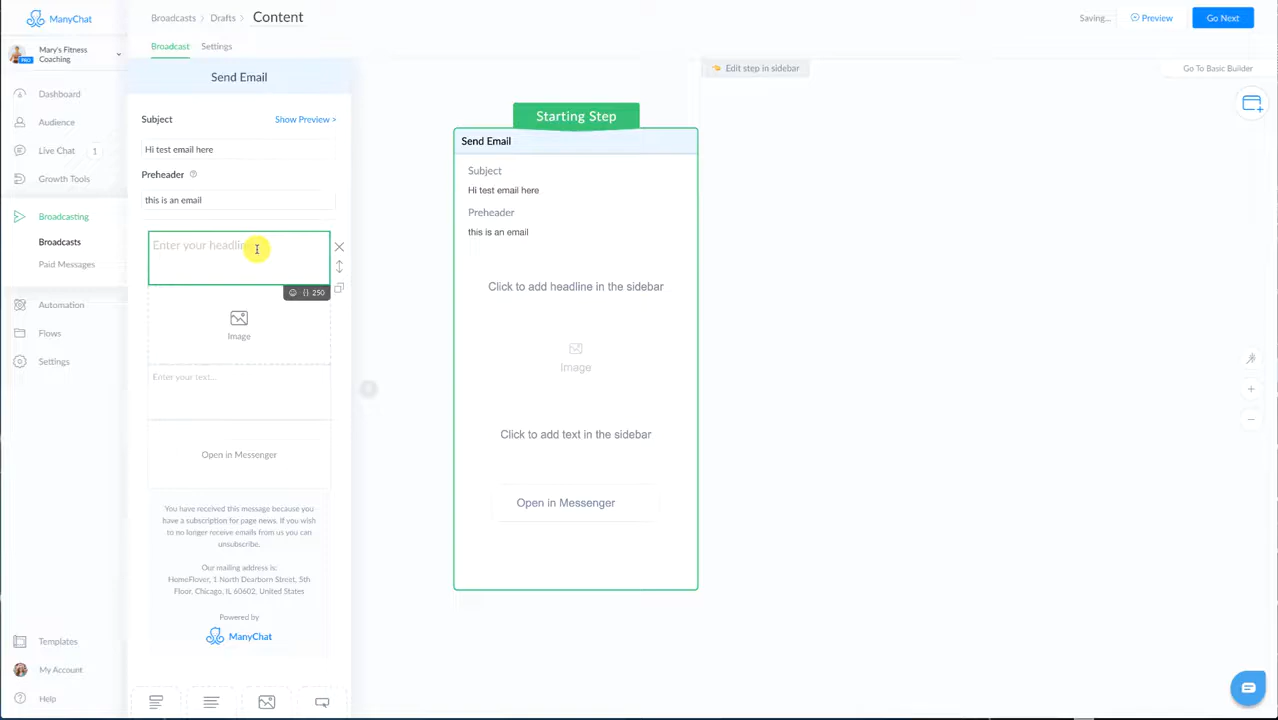 ManyChat
Broadcasts > Drafts > Content
Saving...
Preview
Go Next
Mary's Fitness
Coaching
PRO
Broadcast
Settings
Edit step in sidebar
Go To Basic Builder
Dashboard
Audience
Live Chat
1
Growth Tools
Broadcasting
Broadcasts
Paid Messages
Automation
Flows
Settings
Templates
My Account
Help
Send Email
Subject
Show Preview >
Hi test email here
Preheader
this is an email
Enter your headline
{} 250
Image
Enter your text...
Open in Messenger
You have received this message because you
have a subscription for page news. If you wish
to no longer receive emails from us you can
unsubscribe.
Our mailing address is:
HomeFlover, 1 North Dearborn Street, 5th
Floor, Chicago, IL 60602, United States
Powered by
ManyChat
Starting Step
Send Email
Subject
Hi test email here
Preheader
this is an email
Click to add headline in the sidebar
Image
Click to add text in the sidebar
Open in Messenger